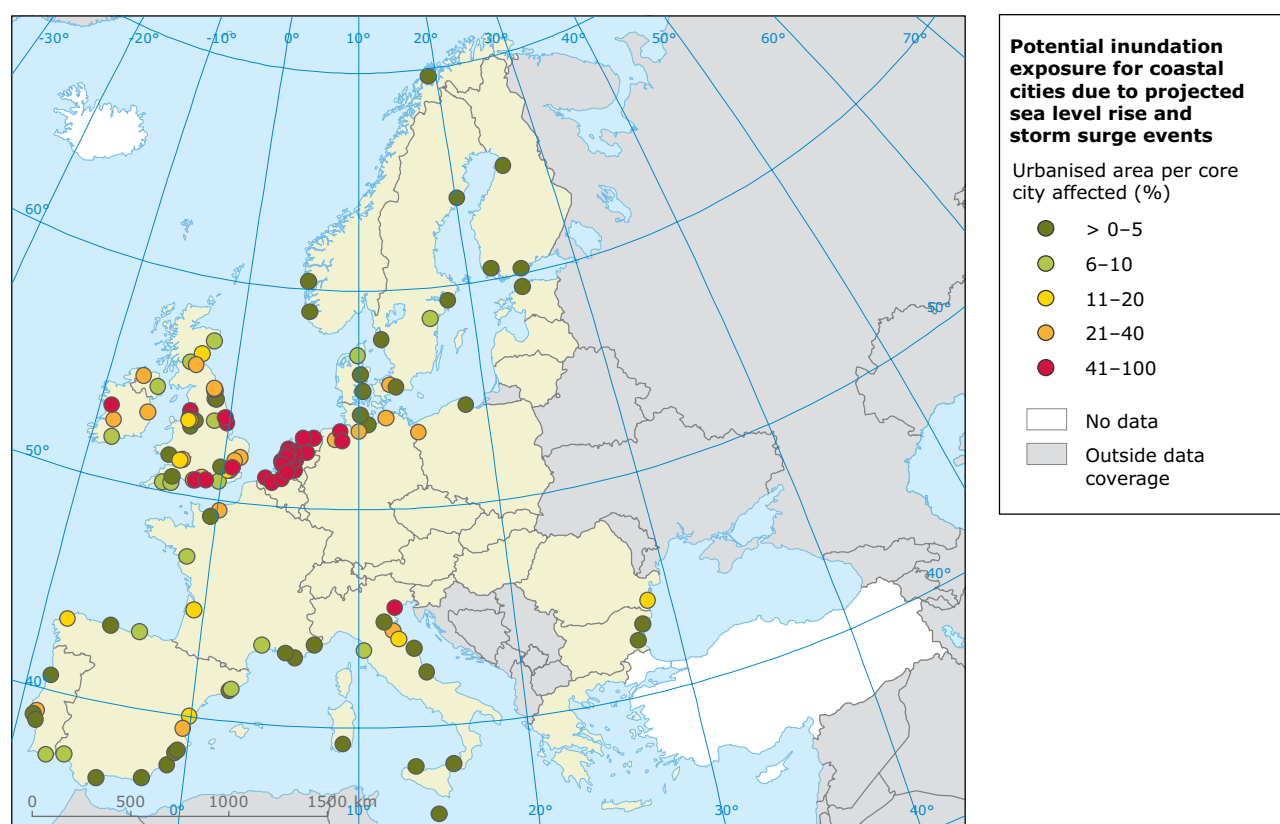 -30°
-20°
-10°
0°
10°
20°
30°
40°
50°
60°
70°
60°
50°
50°
40°
40°
0
500
1000
1500 km
0°
10°
20°
30°
40°
Potential inundation
exposure for coastal
cities due to projected
sea level rise and
storm surge events
Urbanised area per core
city affected (%)
> 0–5
6–10
11–20
21–40
41–100
No data
Outside data
coverage